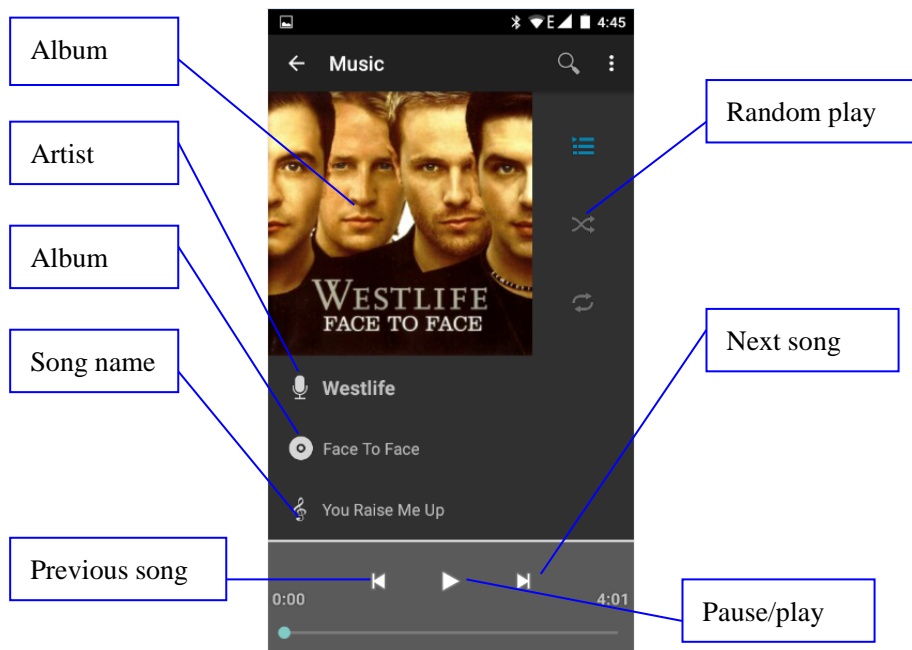 Album
Artist
Album
Song name
Previous song
E 4:45
Music
WESTLIFE
FACE TO FACE
Westlife
Face To Face
You Raise Me Up
0:00
4:01
Random play
Next song
Pause/play